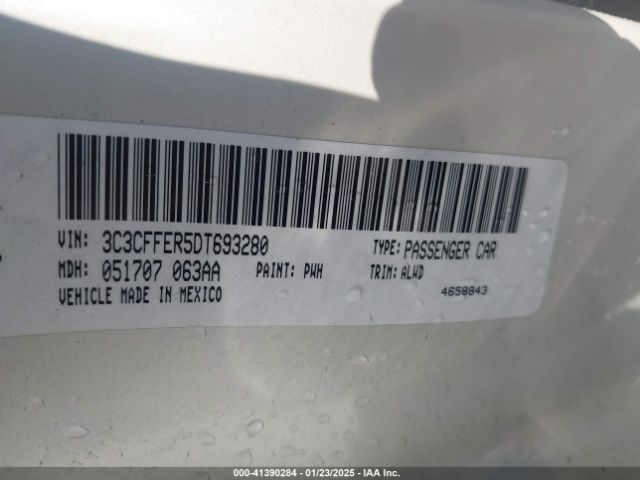 VIN: 3C3CFFER5DT693280 TYPE: PASSENGER CAR
MDH: 051707 063AA PAINT: PWH TRIM: ALWD
VEHICLE MADE IN MEXICO 4658843
000-41390284 - 01/23/2025 - IAA Inc.